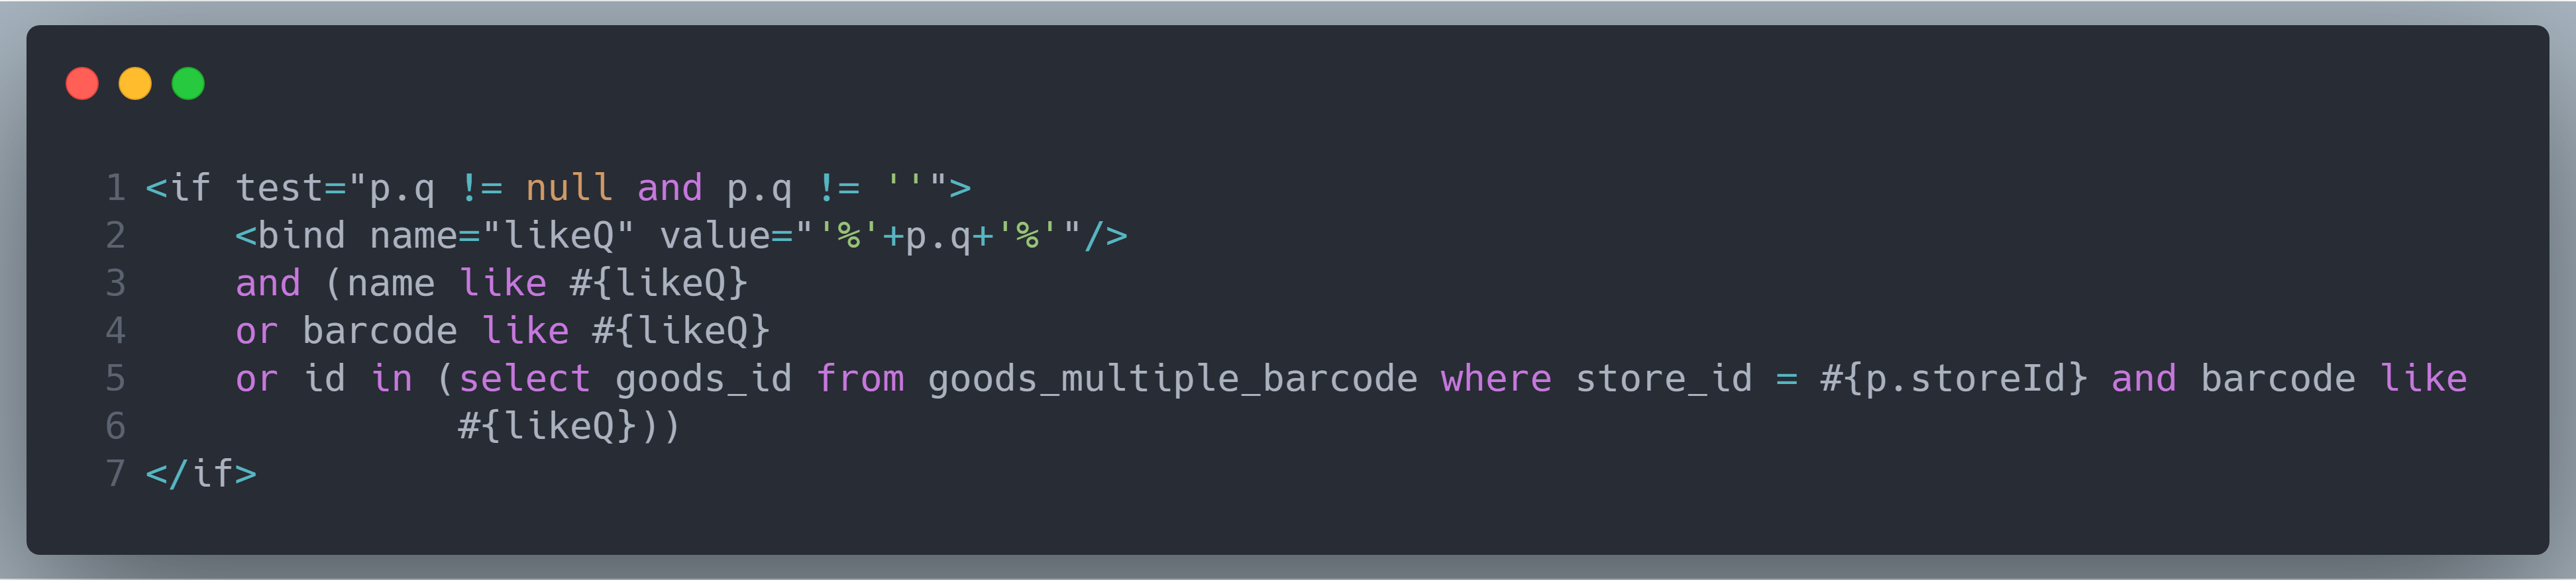 1 <if test="p.q != null and p.q != ''">
2     <bind name="likeQ" value="'%'+p.q+'%'"/>
3     and (name like #{likeQ}
4     or barcode like #{likeQ}
5     or id in (select goods_id from goods_multiple_barcode where store_id = #{p.storeId} and barcode like
6               #{likeQ}))
7 </if>